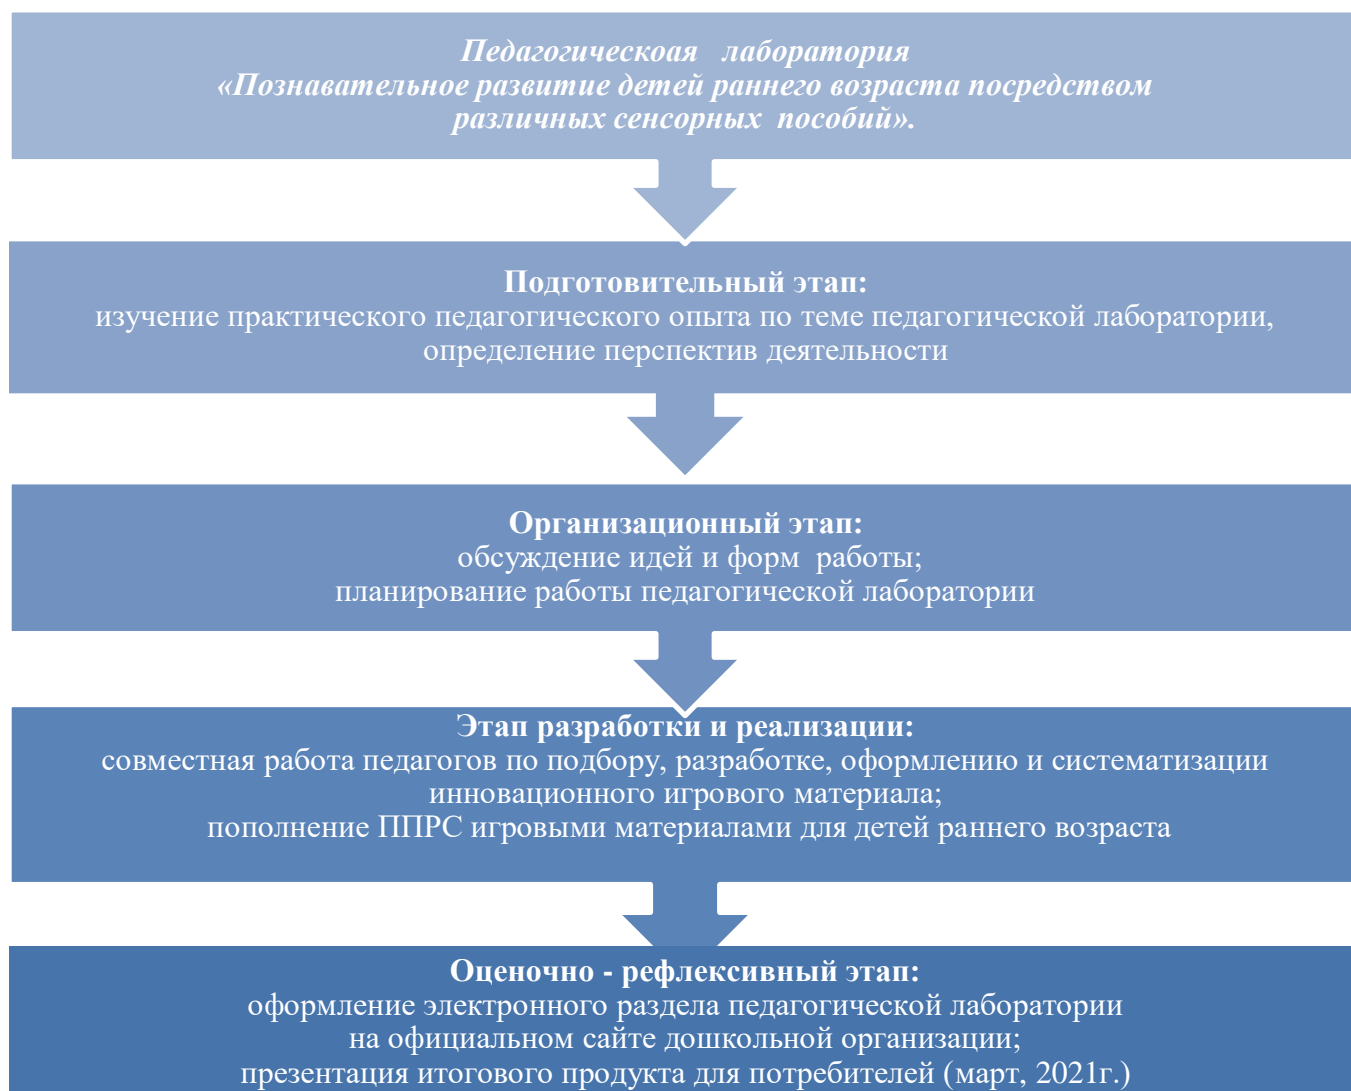 Педагогическоая лаборатория
«Познавательное развитие детей раннего возраста посредством
различных сенсорных пособий».
Подготовительный этап:
изучение практического педагогического опыта по теме педагогической лаборатории,
определение перспектив деятельности
Организационный этап:
обсуждение идей и форм работы;
планирование работы педагогической лаборатории
Этап разработки и реализации:
совместная работа педагогов по подбору, разработке, оформлению и систематизации
инновационного игрового материала;
пополнение ППРС игровыми материалами для детей раннего возраста
Оценочно - рефлексивный этап:
оформление электронного раздела педагогической лаборатории
на официальном сайте дошкольной организации;
презентация итогового продукта для потребителей (март, 2021г.)